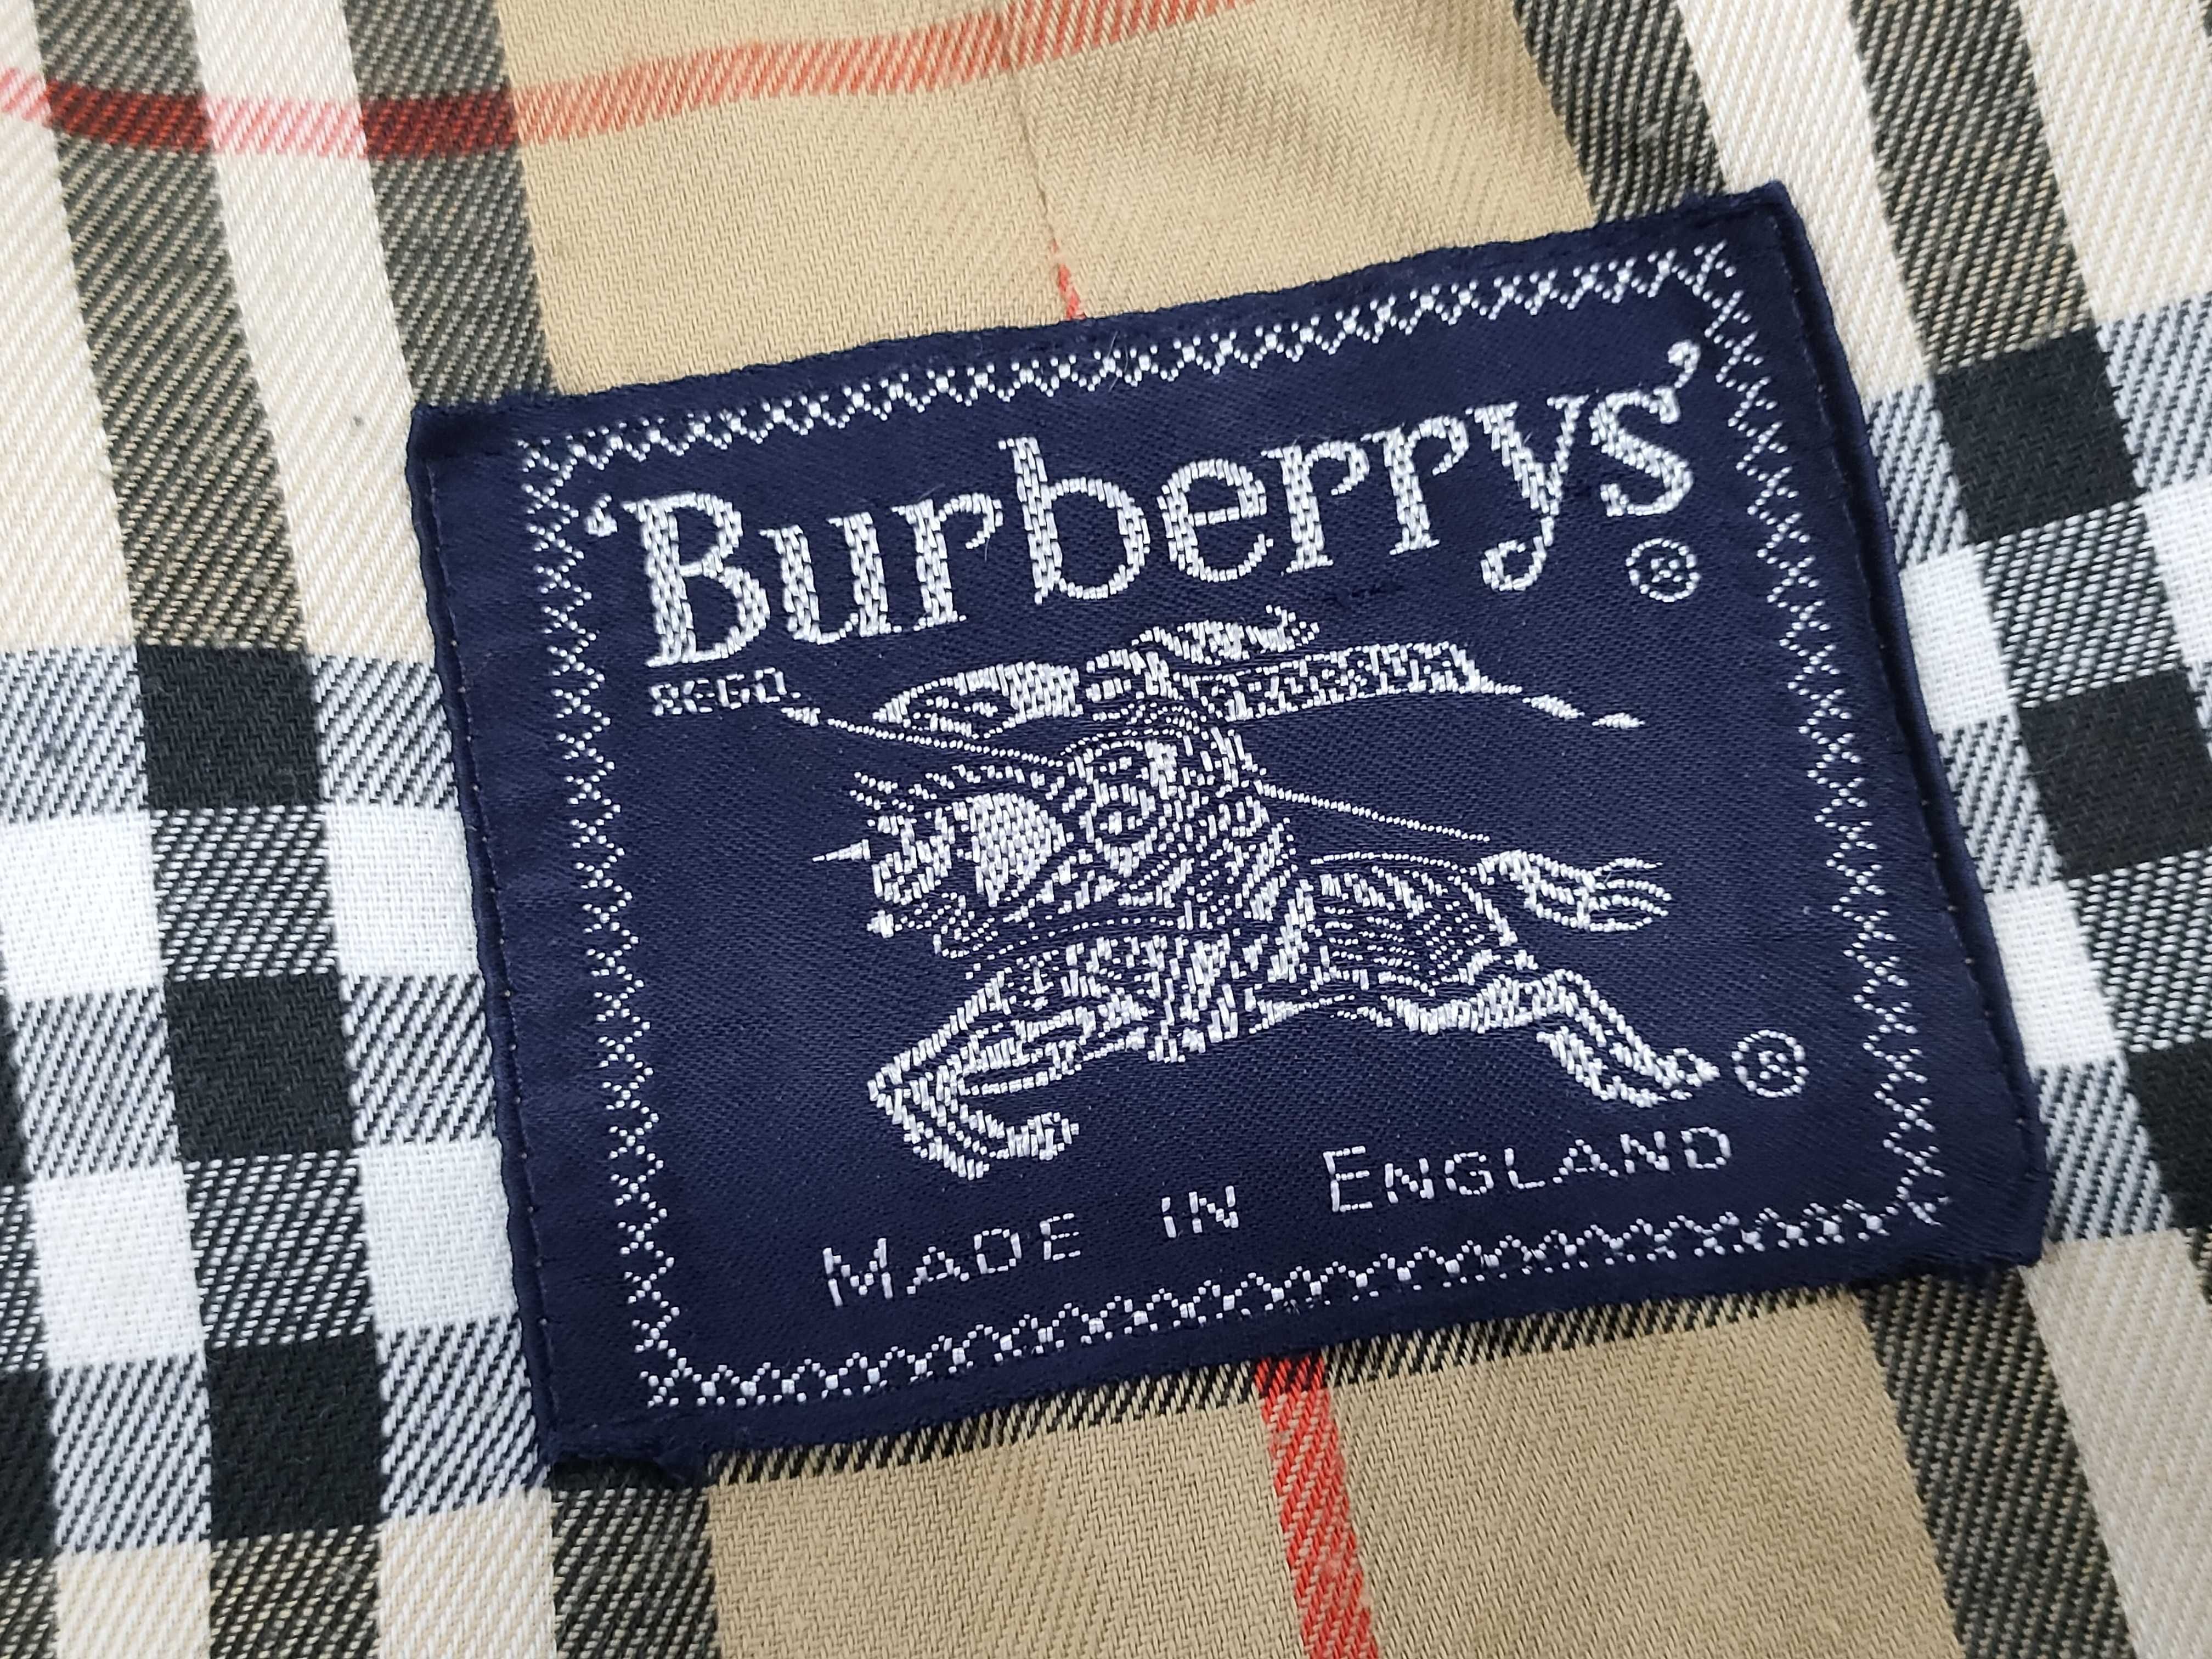 'Burberrys'
®
REGD.
®
MADE IN ENGLAND